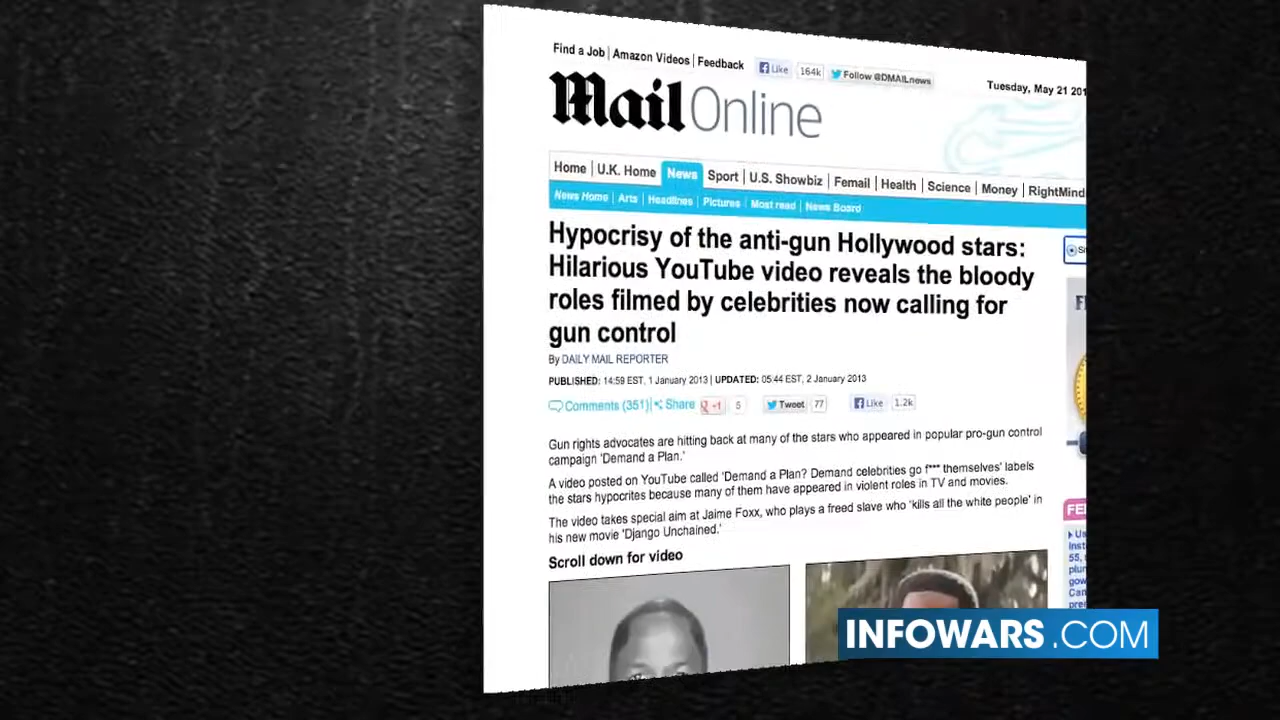 Find a Job | Amazon Videos | Feedback
Like 164k Follow @DMAILnews
Tuesday, May 21 201
Mail Online
Home | U.K. Home News Sport | U.S. Showbiz | Femail | Health | Science | Money | RightMind
News Home | Arts | Headlines | Pictures | Most read | News Board
Hypocrisy of the anti-gun Hollywood stars:
Hilarious YouTube video reveals the bloody
roles filmed by celebrities now calling for
gun control
By DAILY MAIL REPORTER
PUBLISHED: 14:59 EST, 1 January 2013 | UPDATED: 05:44 EST, 2 January 2013
Comments (351) Share +1 5 Tweet 77 Like 1.2k
Gun rights advocates are hitting back at many of the stars who appeared in popular pro-gun control
campaign 'Demand a Plan.'
A video posted on YouTube called 'Demand a Plan? Demand celebrities go f*** themselves' labels
the stars hypocrites because many of them have appeared in violent roles in TV and movies.
The video takes special aim at Jaime Foxx, who plays a freed slave who 'kills all the white people' in
his new movie 'Django Unchained.'
Scroll down for video
INFOWARS.COM